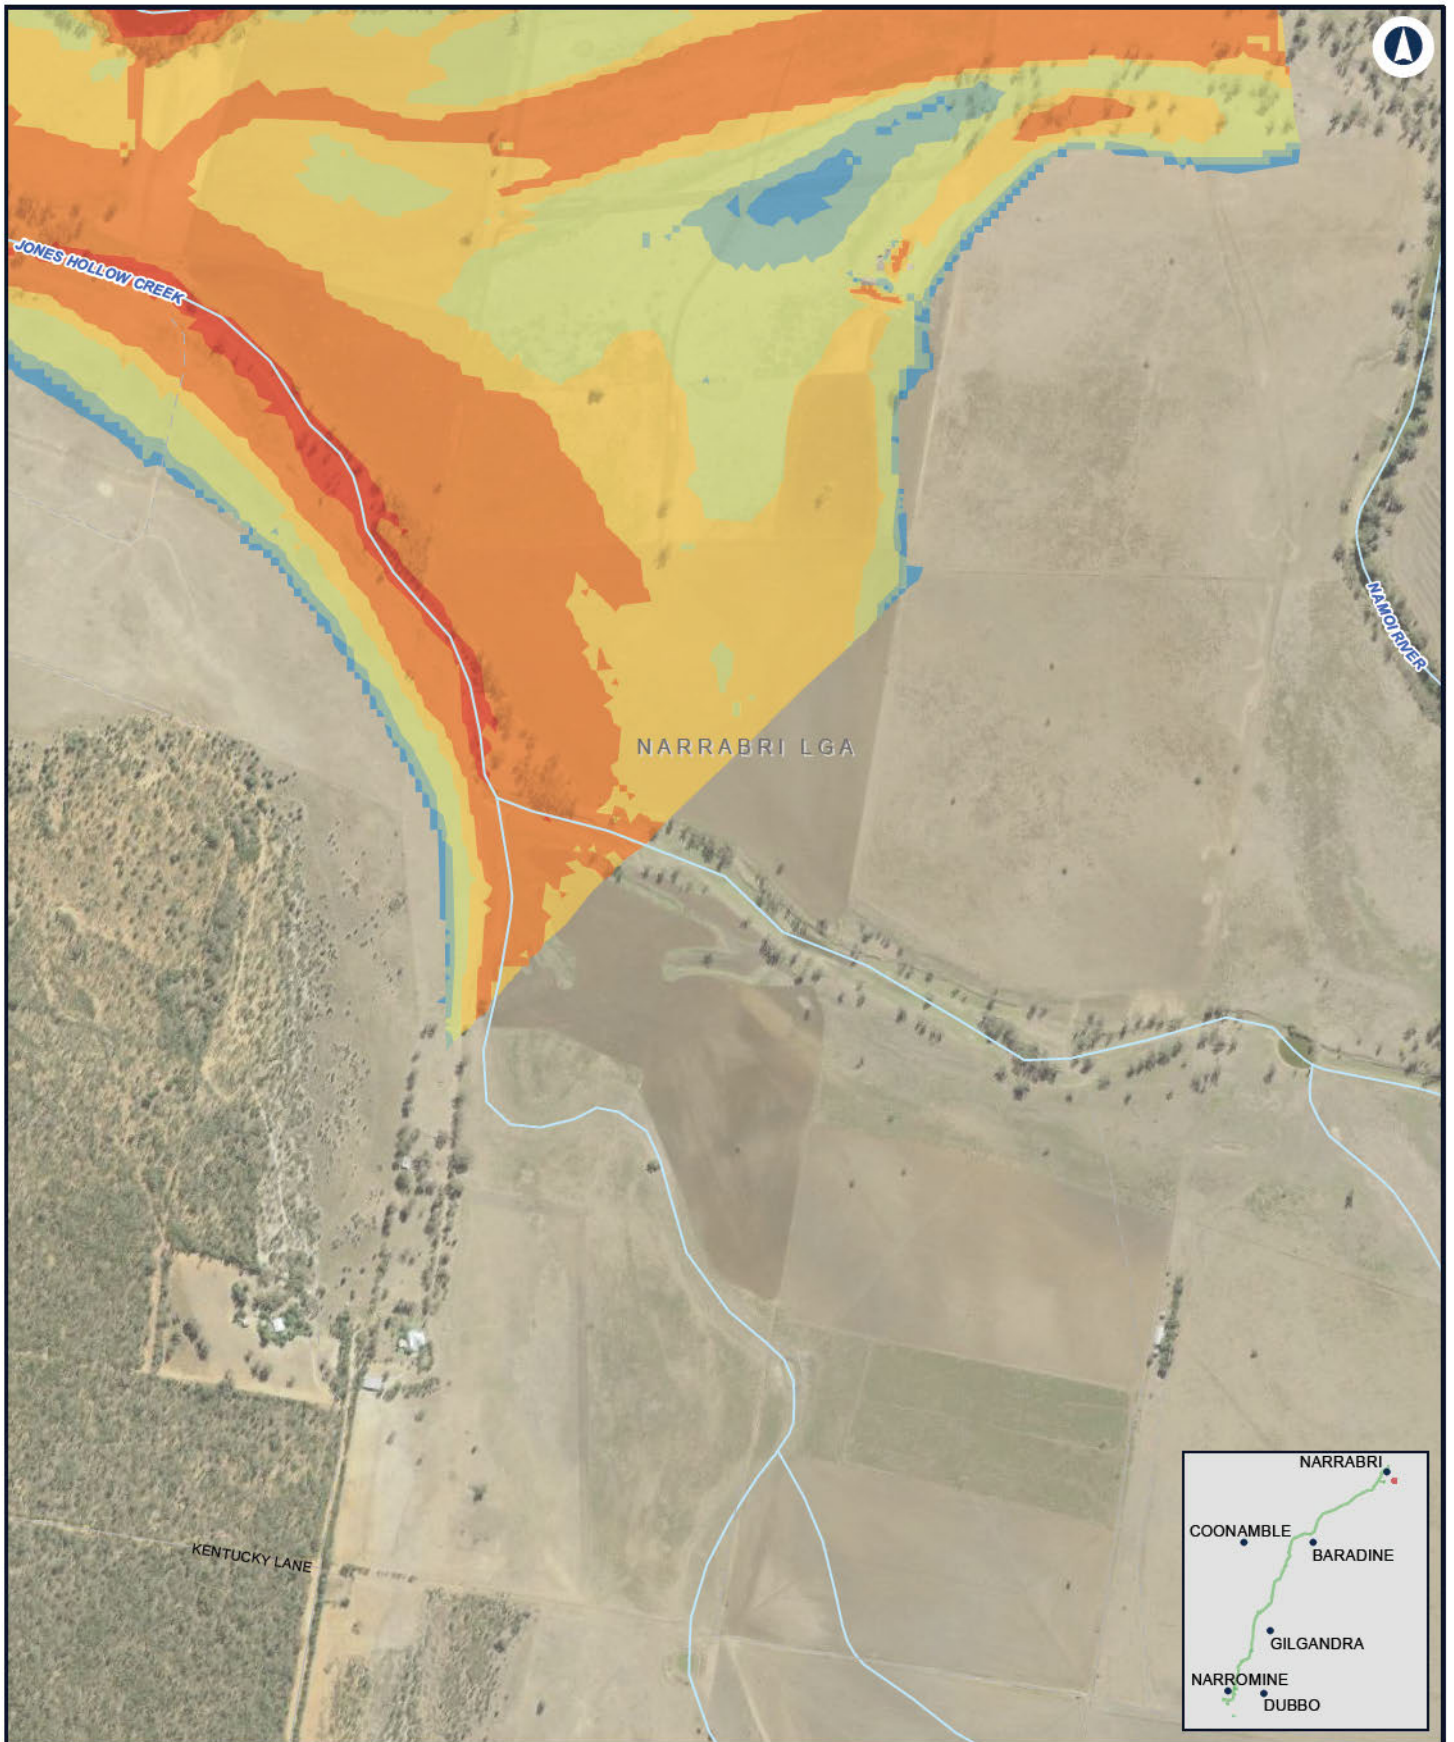 JONES HOLLOW CREEK
NAMOI RIVER
NARRABRI LGA
KENTUCKY LANE
NARRABRI
COONAMBLE
BARADINE
GILGANDRA
NARROMINE
DUBBO